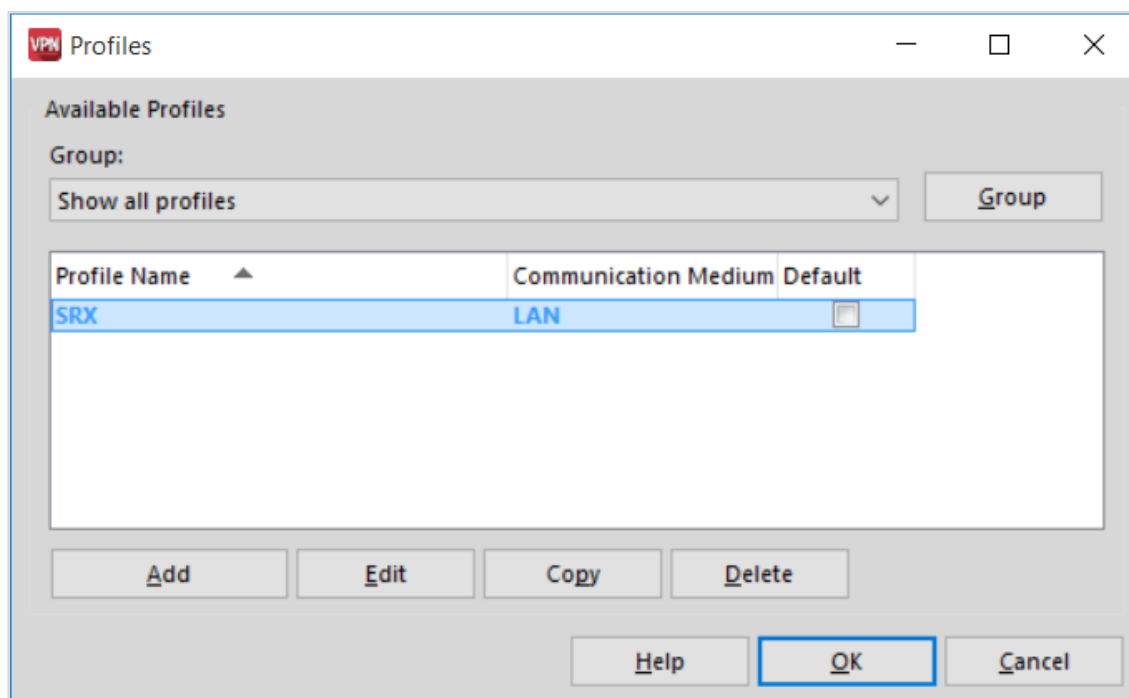 VPN Profiles
Available Profiles
Group:
Show all profiles Group
Profile Name Communication Medium Default
SRX LAN
Add Edit Copy Delete
Help OK Cancel